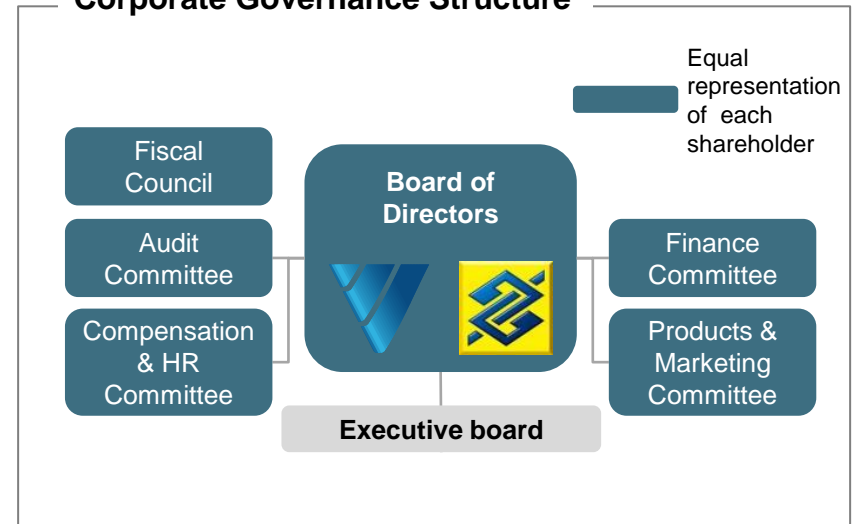 Corporate Governance Structure
Equal
representation
of each
shareholder
Fiscal
Council
Board of
Directors
Audit
Committee
Finance
Committee
Compensation
& HR
Committee
Products &
Marketing
Committee
Executive board